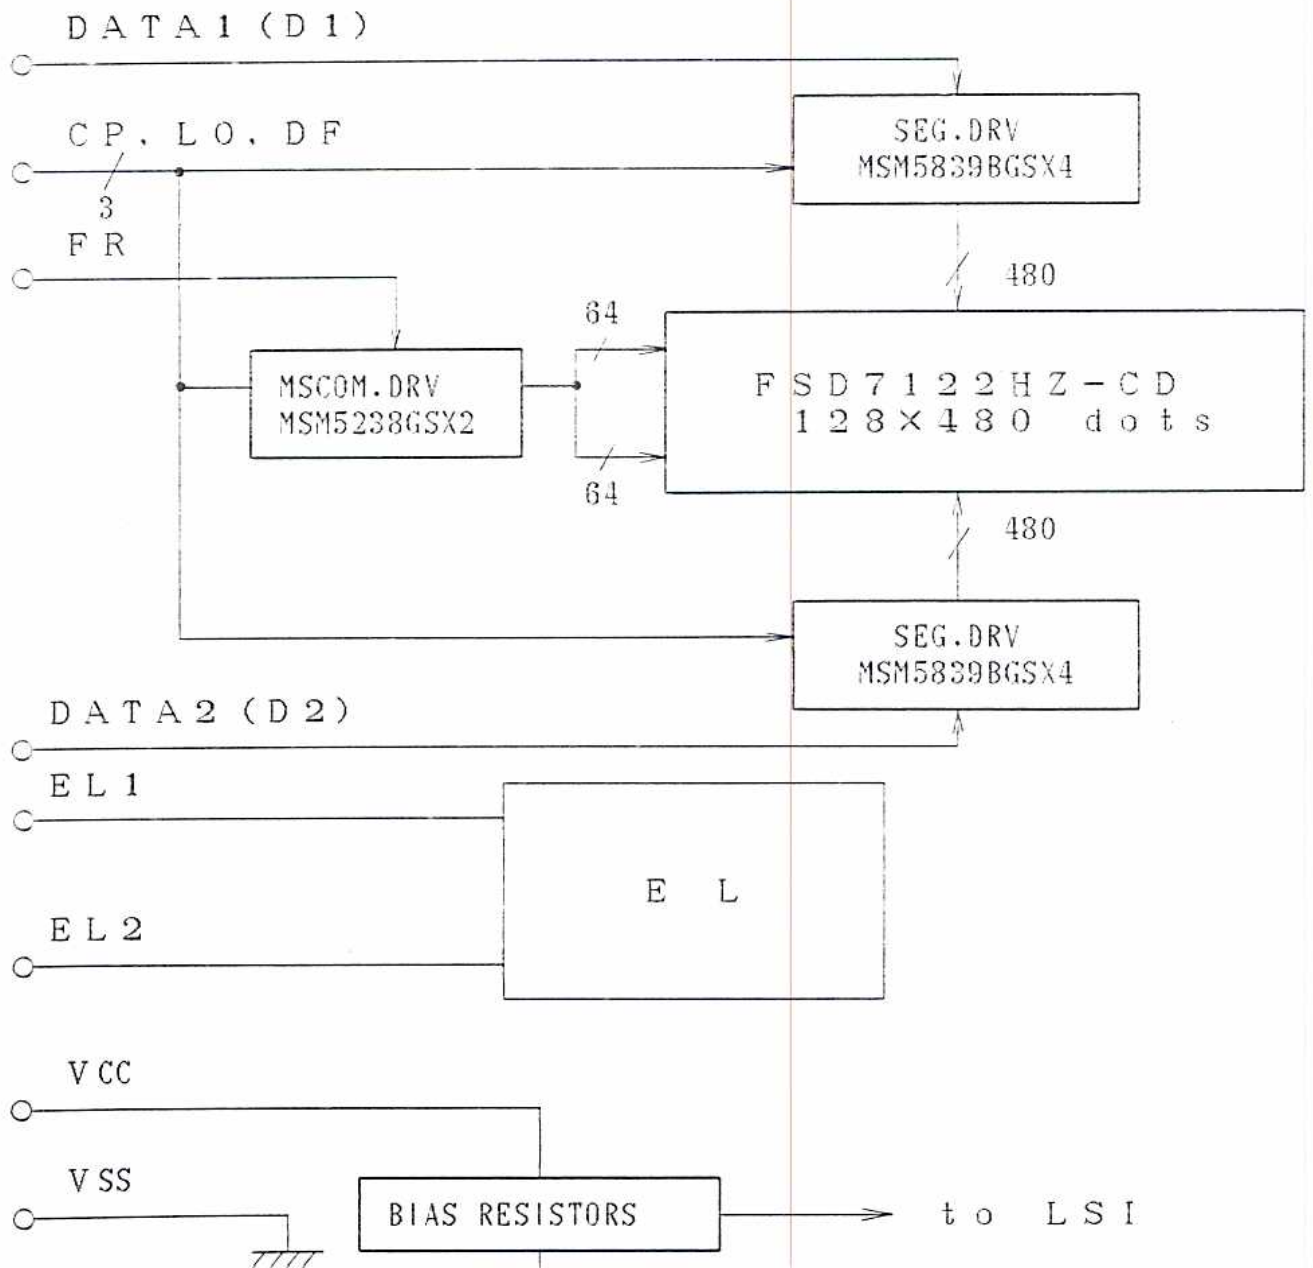 DATA1(D1)
CP, LO, DF
SEG.DRV
MSM5839BGSX4
3
FR
480
64
MSCOM.DRV
MSM5238GSX2
FSD7122HZ-CD
128×480 dots
64
480
SEG.DRV
MSM5839BGSX4
DATA2(D2)
EL1
EL
EL2
VCC
VSS
BIAS RESISTORS
to LSI